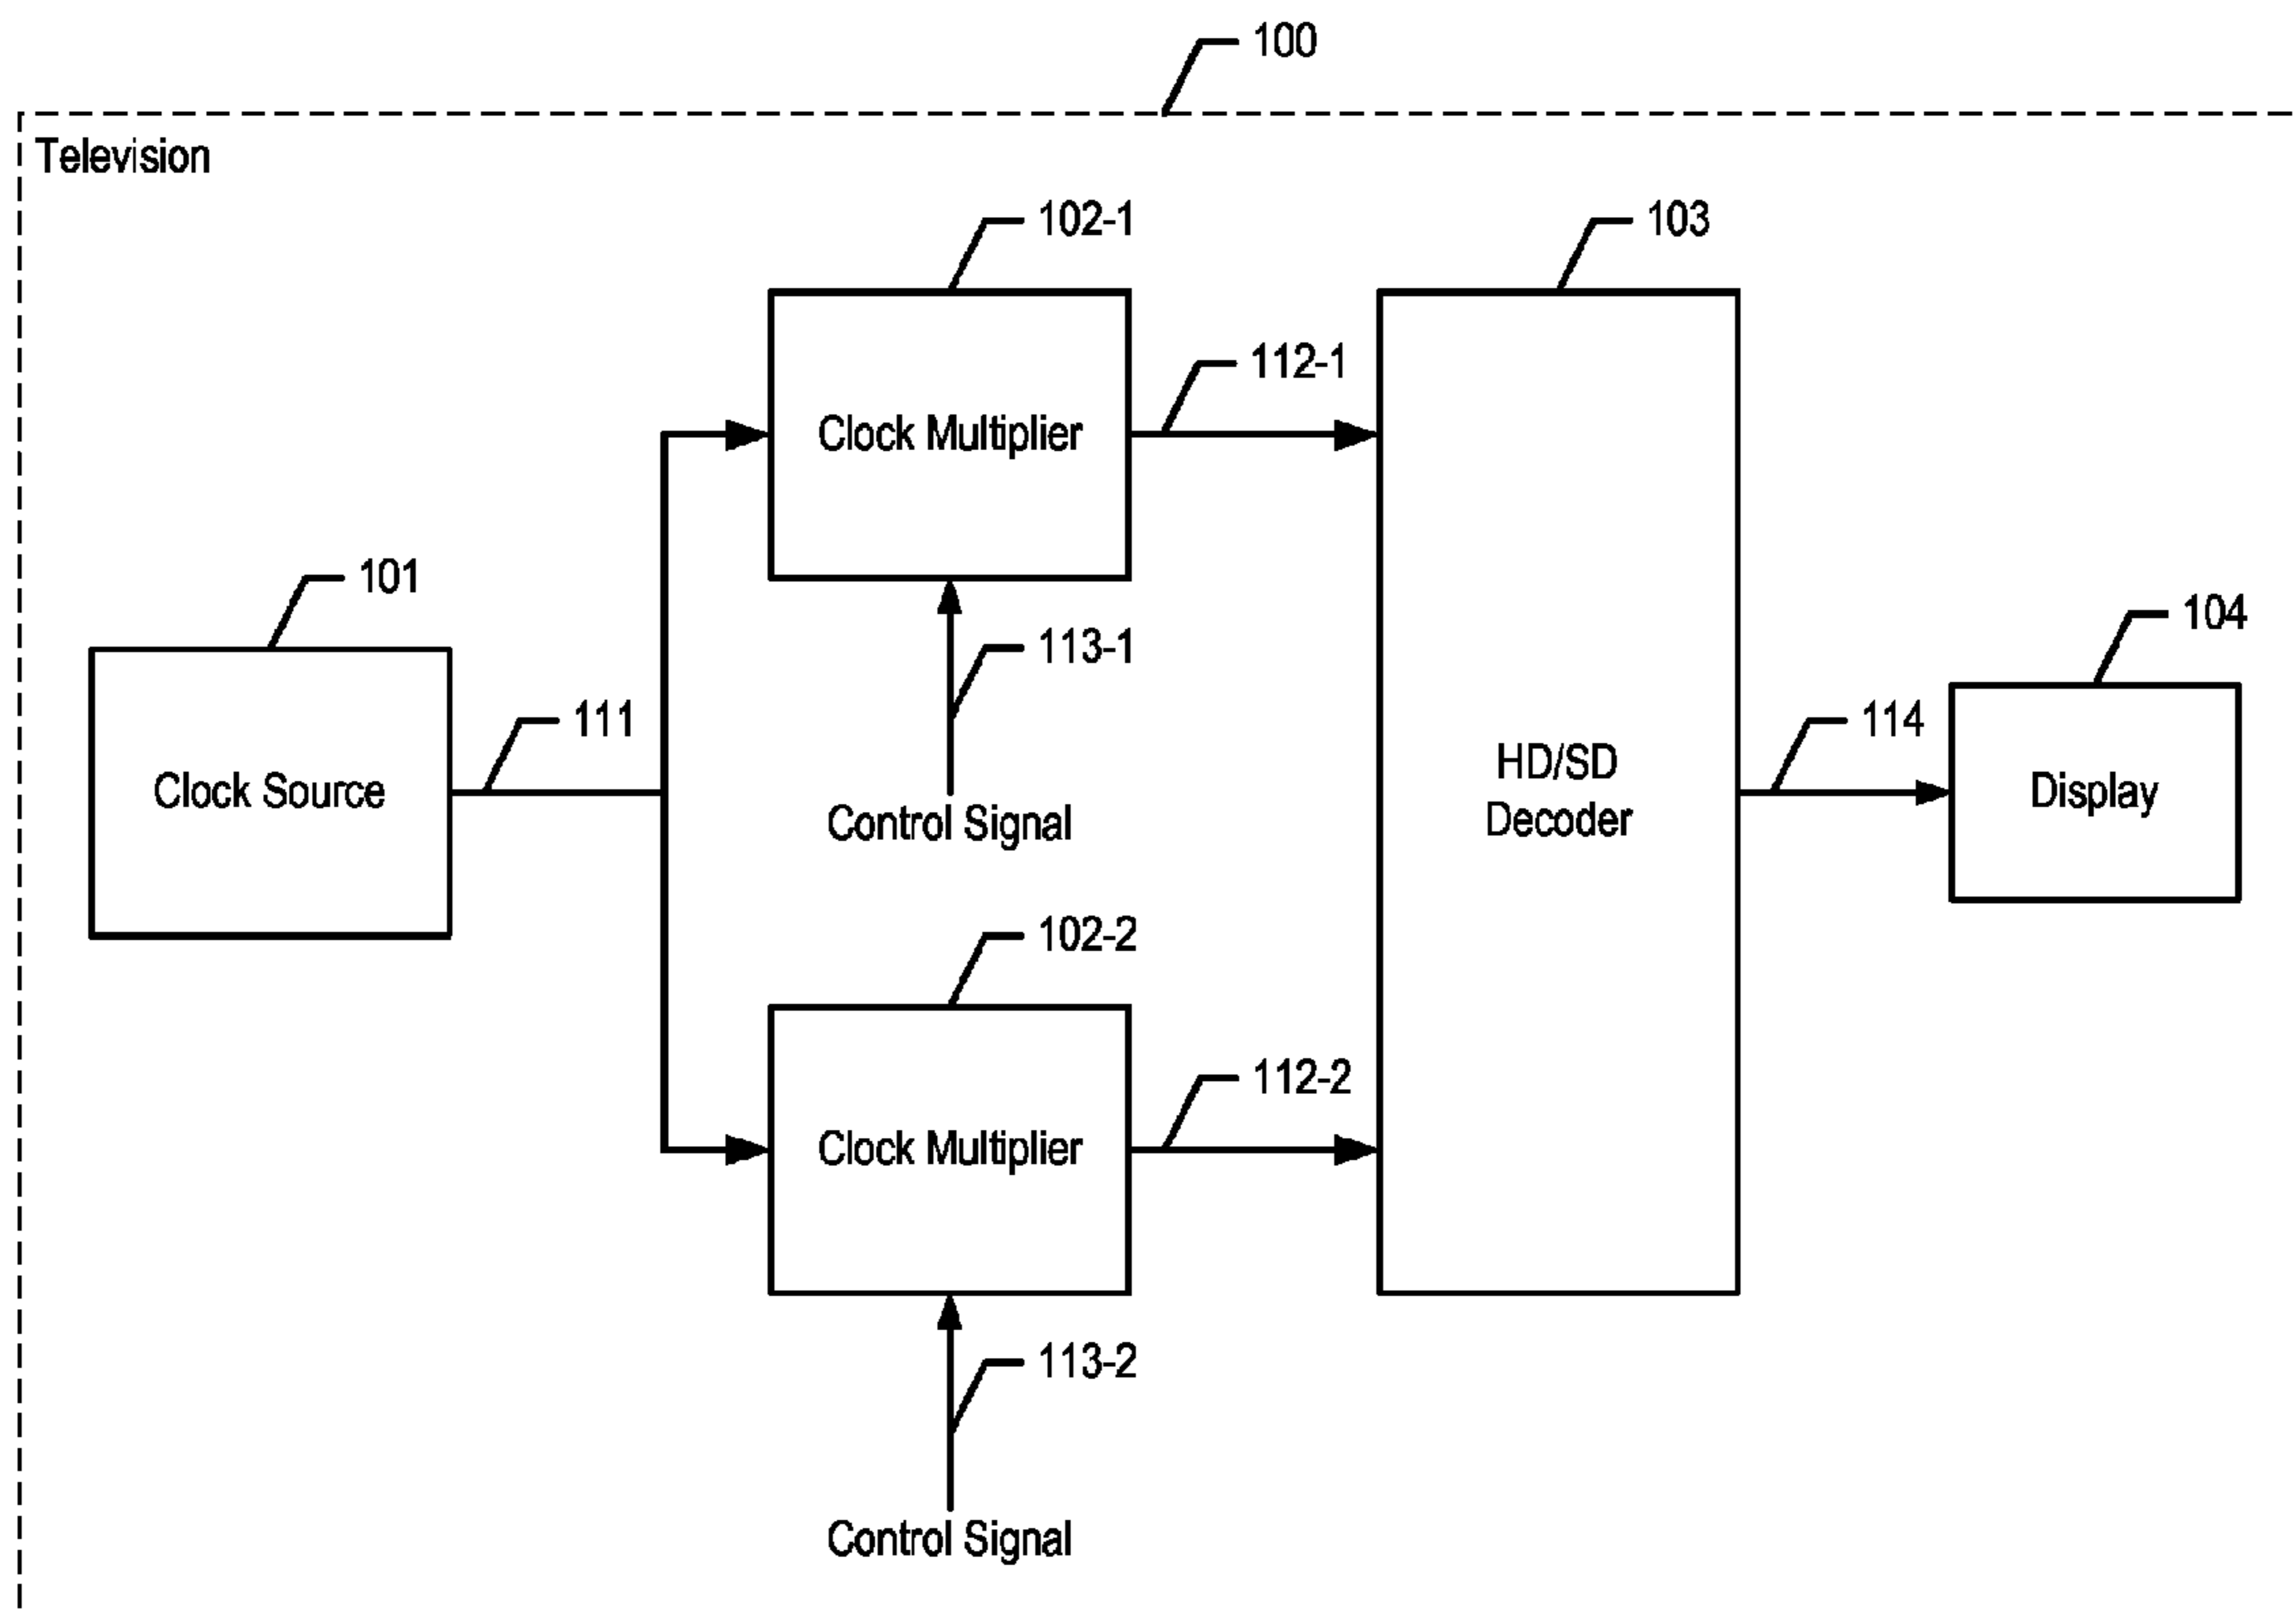 100
Television
102-1
103
112-1
Clock Multiplier
101
113-1
104
111
114
Clock Source
HD/SD
Decoder
Display
Control Signal
102-2
112-2
Clock Multiplier
113-2
Control Signal